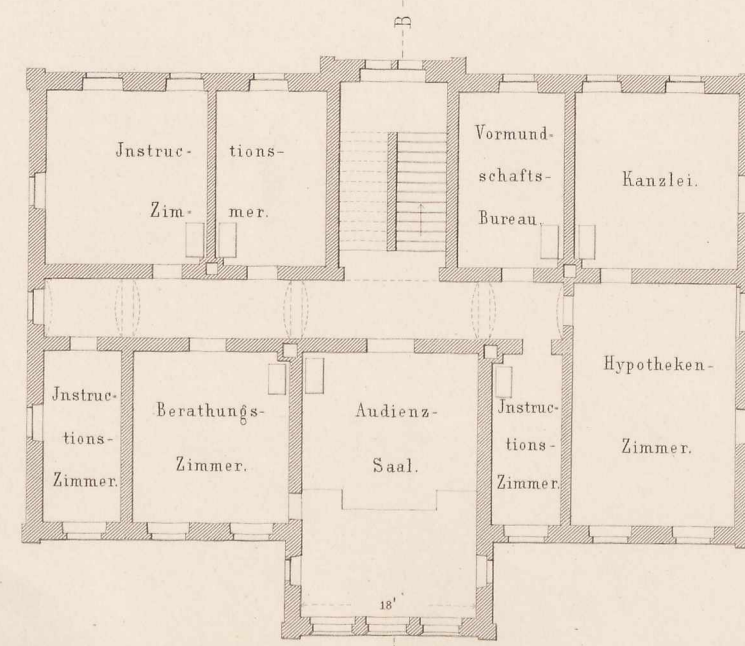 B
Jnstruc- tions-
Zim- mer.
Vormund-
schafts-
Bureau.
Kanzlei.
Jnstruc-
tions-
Zimmer.
Berathungs-
Zimmer.
Audienz-
Saal.
Jnstruc-
tions-
Zimmer.
Hypotheken-
Zimmer.
18'